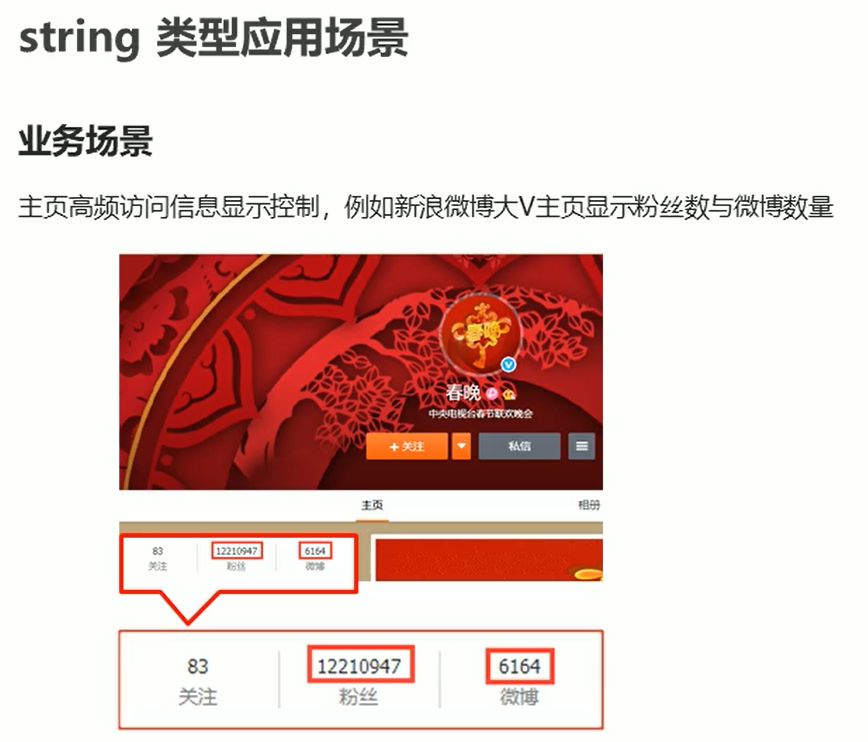 string 类型应用场景
业务场景
主页高频访问信息显示控制，例如新浪微博大V主页显示粉丝数与微博数量
春晚
春晚
中央电视台春节联欢晚会
+关注
私信
主页
相册
83
12210947
6164
关注
粉丝
微博
83
12210947
6164
关注
粉丝
微博